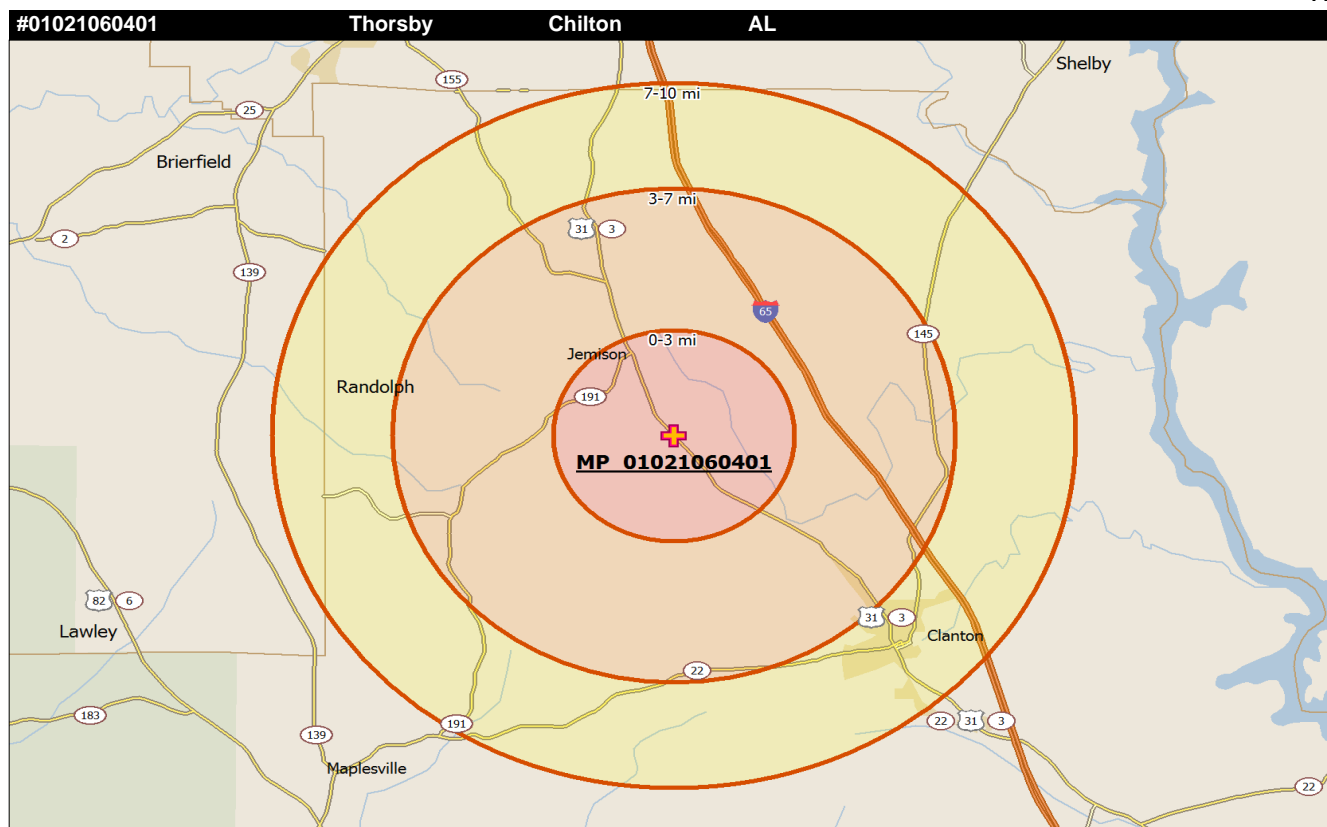 #01021060401 Thorsby Chilton AL
Shelby
155
7-10 mi
25
Brierfield
3-7 mi
31 3
2
139
65
145
0-3 mi
Jemison
Randolph
191
MP 01021060401
82 6
31 3
Lawley
Clanton
22
183
191
22 31 3
139
Maplesville
22